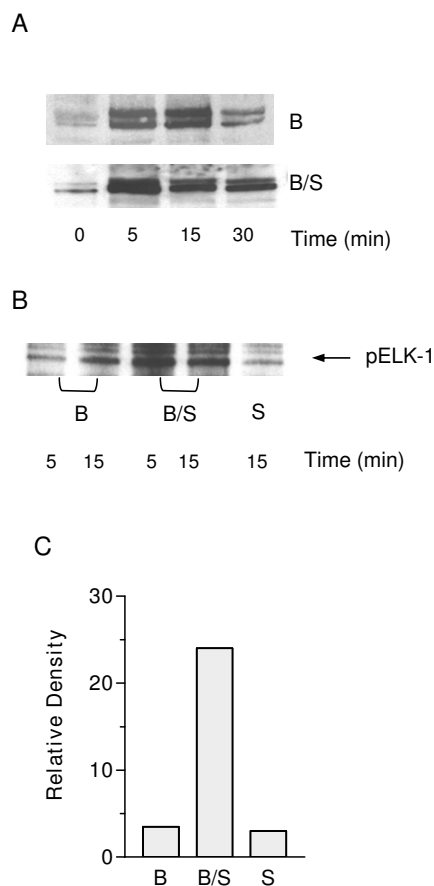 A
B
B/S
0 5 15 30 Time (min)
B
pELK-1
B B/S S
5 15 5 15 15 Time (min)
C
30
20
10
0
Relative Density
B B/S S